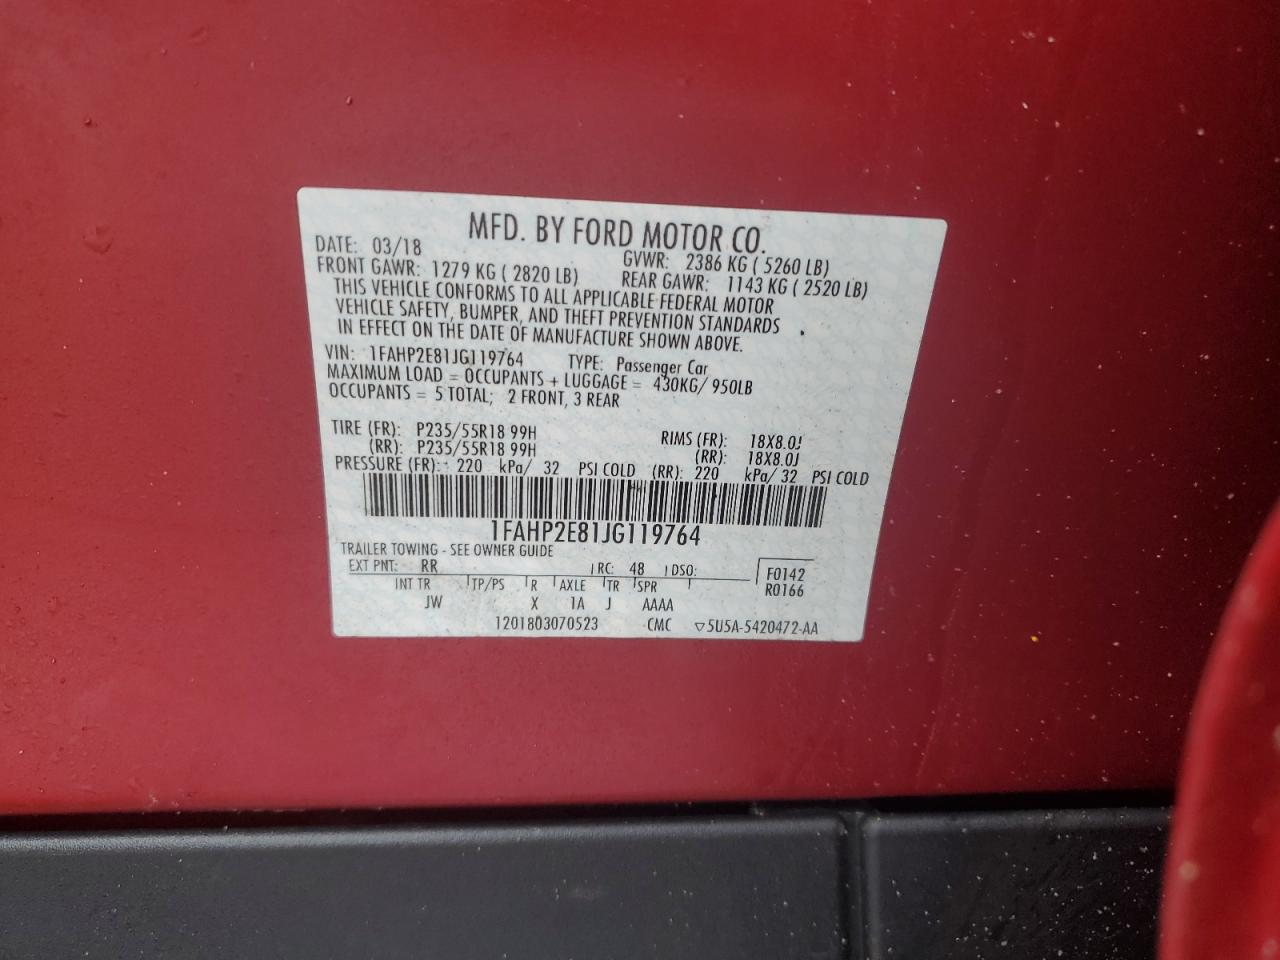 MFD. BY FORD MOTOR CO.
DATE: 03/18 GVWR: 2386 KG ( 5260 LB)
FRONT GAWR: 1279 KG ( 2820 LB) REAR GAWR: 1143 KG ( 2520 LB)
THIS VEHICLE CONFORMS TO ALL APPLICABLE FEDERAL MOTOR
VEHICLE SAFETY, BUMPER, AND THEFT PREVENTION STANDARDS
IN EFFECT ON THE DATE OF MANUFACTURE SHOWN ABOVE.
VIN: 1FAHP2E81JG119764 TYPE: Passenger Car
MAXIMUM LOAD = OCCUPANTS + LUGGAGE = 430KG/ 950LB
OCCUPANTS = 5 TOTAL; 2 FRONT, 3 REAR
TIRE (FR): P235/55R18 99H RIMS (FR): 18X8.0J
(RR): P235/55R18 99H (RR): 18X8.0J
PRESSURE (FR): 220 kPa/ 32 PSI COLD (RR): 220 kPa/ 32 PSI COLD
1FAHP2E81JG119764
TRAILER TOWING - SEE OWNER GUIDE
EXT PNT: RR RC: 48 DSO: F0142
INT TR TP/PS R AXLE TR SPR R0166
JW X 1A J AAAA
1201803070523 CMC ▽5U5A-5420472-AA